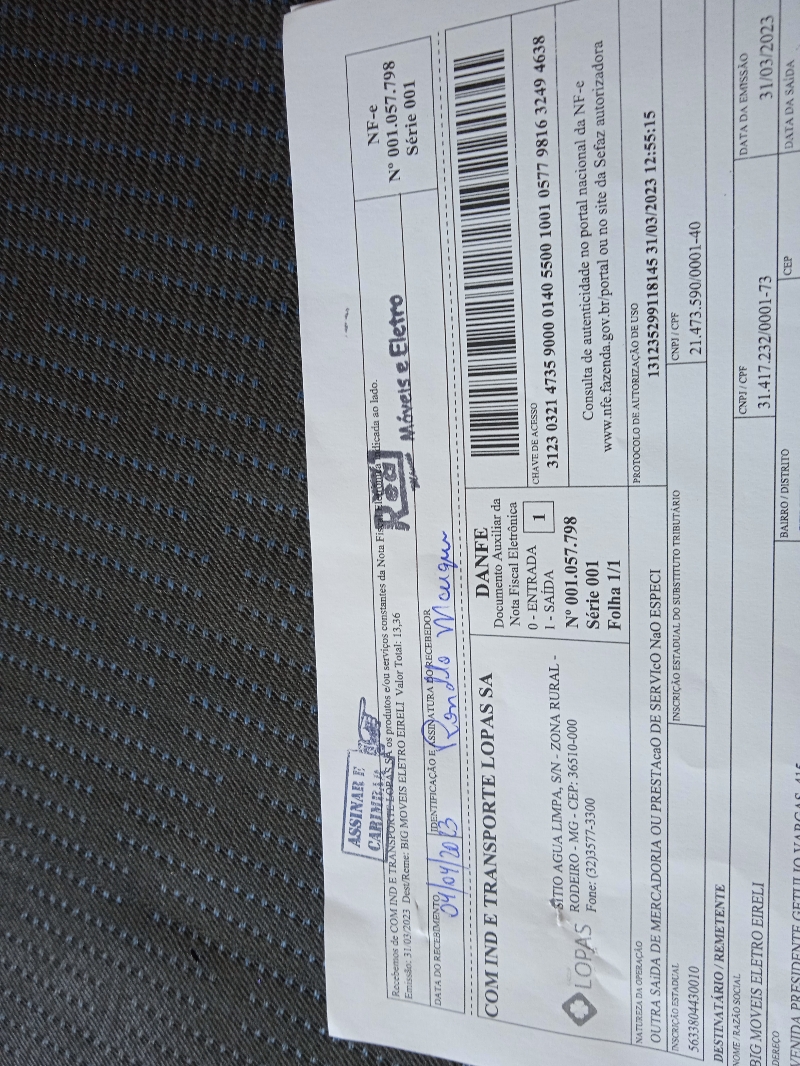 ASSINAR E
CARIMBAR
Recebemos de COM IND E TRANSPORTE LOPAS SA os produtos e/ou serviços constantes da Nota Fiscal Eletrônica indicada ao lado.
Emissão: 31/03/2023 Dest/Reme: BIG MOVEIS ELETRO EIRELI Valor Total: 13,36
Real
Móveis e Eletro
NF-e
Nº 001.057.798
Série 001
DATA DO RECEBIMENTO
IDENTIFICAÇÃO E ASSINATURA DO RECEBEDOR
COM IND E TRANSPORTE LOPAS SA
LOPAS
SITIO AGUA LIMPA, S/N - ZONA RURAL -
RODEIRO - MG - CEP: 36510-000
Fone: (32)3577-3300
DANFE
Documento Auxiliar da
Nota Fiscal Eletrônica
0 - ENTRADA
1 - SAÍDA
1
Nº 001.057.798
Série 001
Folha 1/1
CHAVE DE ACESSO
3123 0321 4735 9000 0140 5500 1001 0577 9816 3249 4638
Consulta de autenticidade no portal nacional da NF-e
www.nfe.fazenda.gov.br/portal ou no site da Sefaz autorizadora
NATUREZA DA OPERAÇÃO
OUTRA SAíDA DE MERCADORIA OU PRESTAcaO DE SERVIcO NaO ESPECI
PROTOCOLO DE AUTORIZAÇÃO DE USO
131235299118145 31/03/2023 12:55:15
INSCRIÇÃO ESTADUAL
5633804430010
INSCRIÇÃO ESTADUAL DO SUBSTITUTO TRIBUTÁRIO
CNPJ / CPF
21.473.590/0001-40
DESTINATÁRIO / REMETENTE
NOME / RAZÃO SOCIAL
BIG MOVEIS ELETRO EIRELI
CNPJ / CPF
31.417.232/0001-73
DATA DA EMISSÃO
31/03/2023
DEREÇO
VENIDA PRESIDENTE GETULIO VARGAS
BAIRRO / DISTRITO
CEP
DATA DA SAÍDA